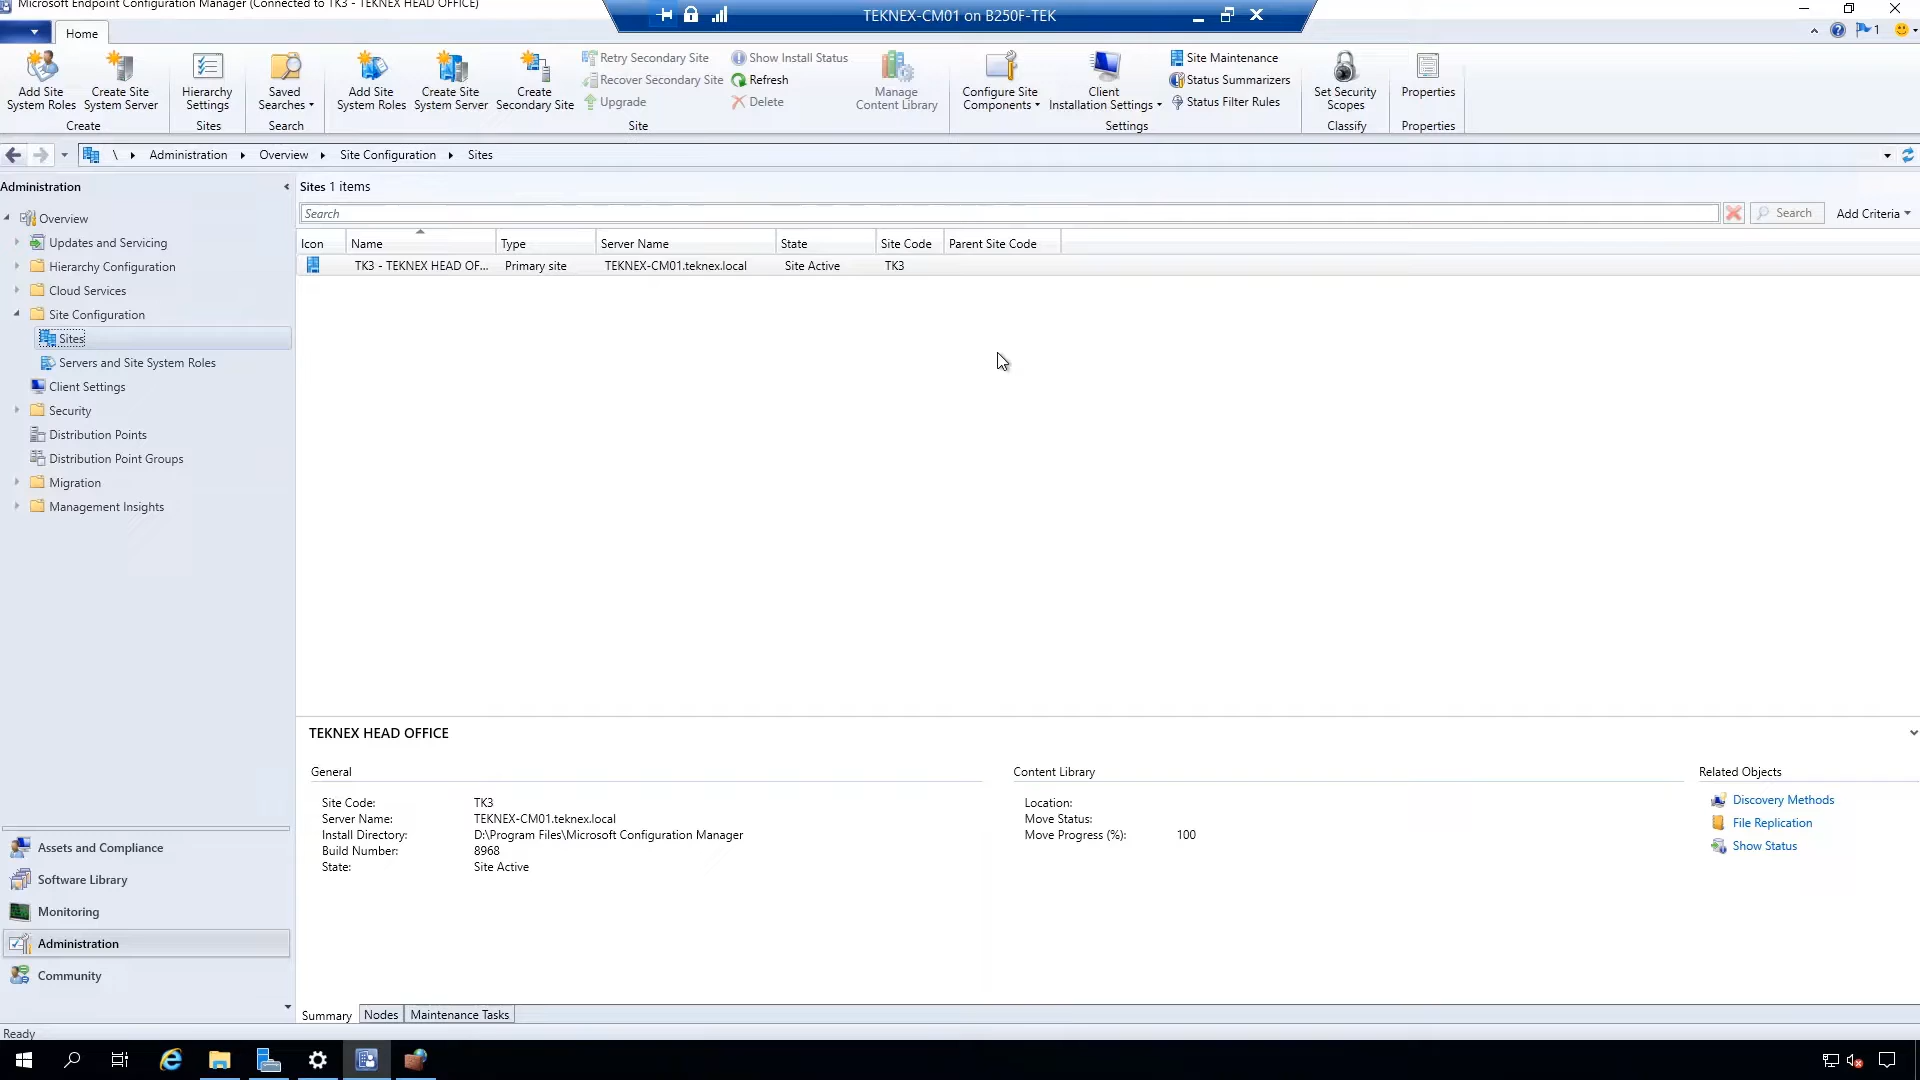 Microsoft Endpoint Configuration Manager (Connected to TK3 - TEKNEX HEAD OFFICE)
TEKNEX-CM01 on B250F-TEK
Home
1
Add Site
System Roles
Create Site
System Server
Create
Hierarchy
Settings
Sites
Saved
Searches
Search
Add Site
System Roles
Create Site
System Server
Create
Secondary Site
Retry Secondary Site
Recover Secondary Site
Upgrade
Show Install Status
Refresh
Delete
Manage
Content Library
Site
Configure Site
Components
Client
Installation Settings
Site Maintenance
Status Summarizers
Status Filter Rules
Settings
Set Security
Scopes
Classify
Properties
Properties
\ Administration Overview Site Configuration Sites
Administration
Overview
Updates and Servicing
Hierarchy Configuration
Cloud Services
Site Configuration
Sites
Servers and Site System Roles
Client Settings
Security
Distribution Points
Distribution Point Groups
Migration
Management Insights
Assets and Compliance
Software Library
Monitoring
Administration
Community
Sites 1 items
Search
Search
Add Criteria
Icon Name Type Server Name State Site Code Parent Site Code
TK3 - TEKNEX HEAD OF... Primary site TEKNEX-CM01.teknex.local Site Active TK3
TEKNEX HEAD OFFICE
General
Site Code: TK3
Server Name: TEKNEX-CM01.teknex.local
Install Directory: D:\Program Files\Microsoft Configuration Manager
Build Number: 8968
State: Site Active
Content Library
Location:
Move Status:
Move Progress (%): 100
Related Objects
Discovery Methods
File Replication
Show Status
Summary Nodes Maintenance Tasks
Ready